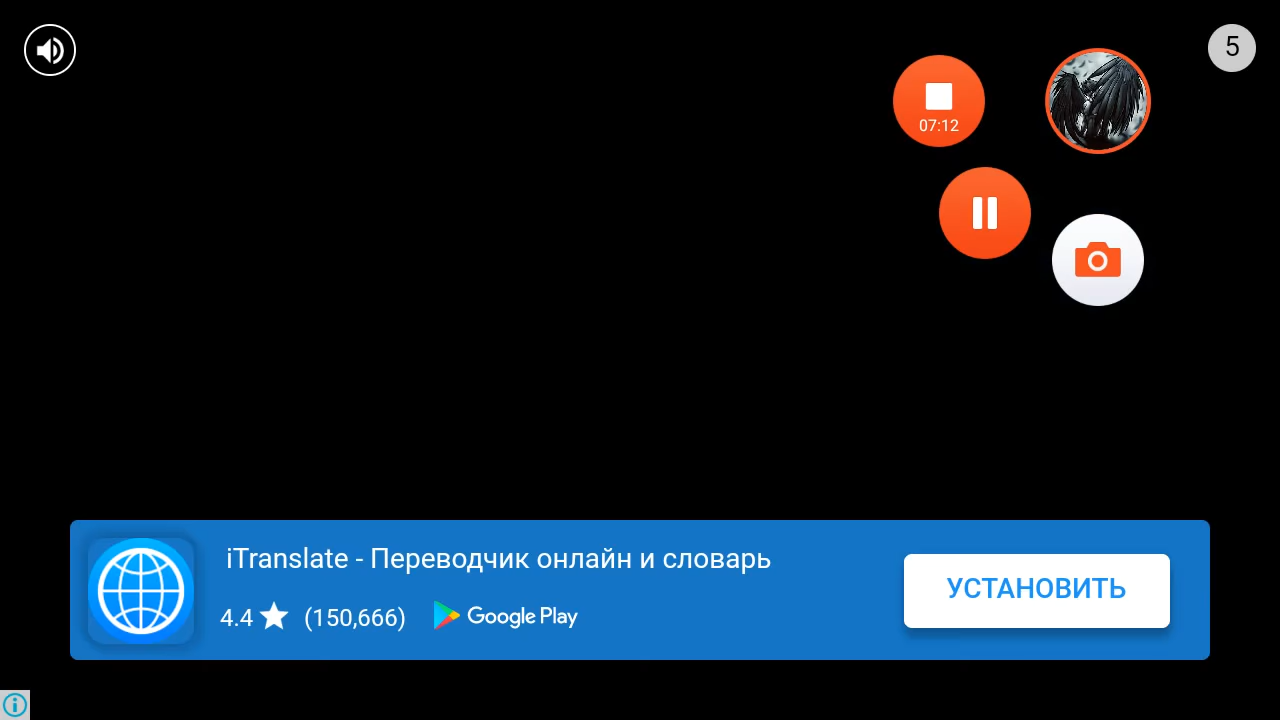 5
07:12
iTranslate - Переводчик онлайн и словарь
4.4 (150,666) Google Play
УСТАНОВИТЬ